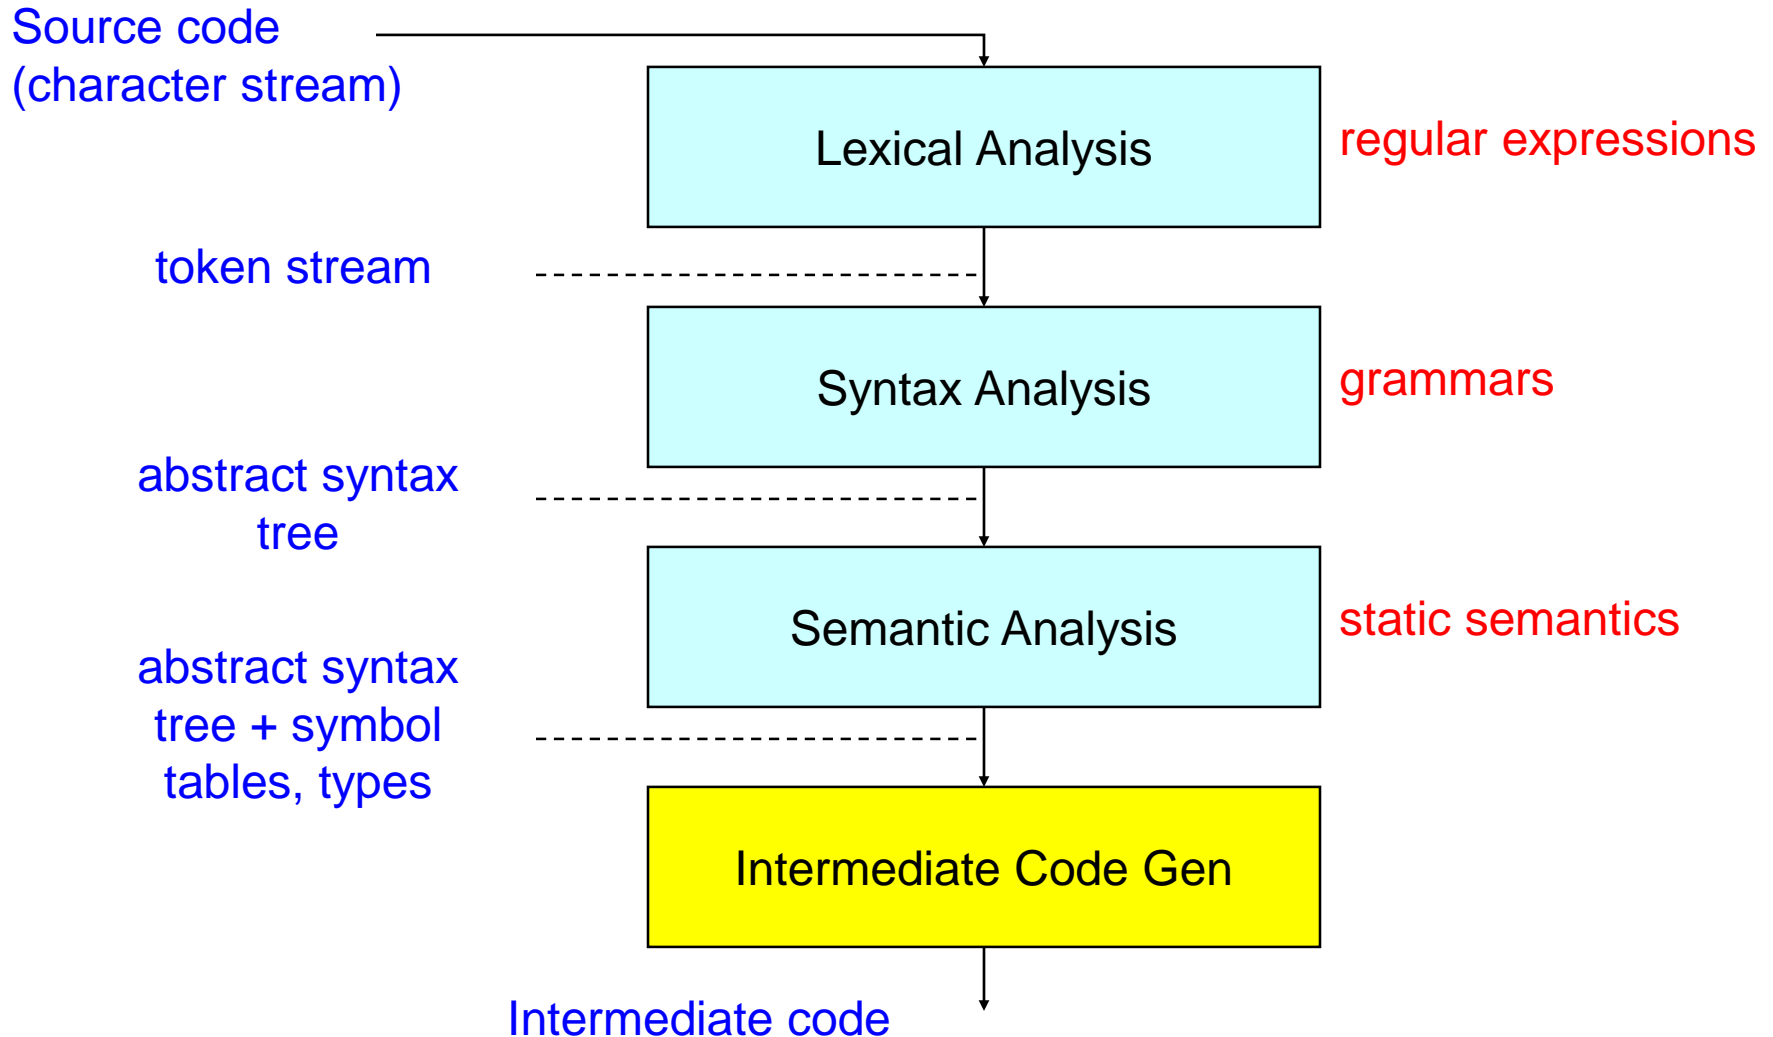 Source code
(character stream)
Lexical Analysis
regular expressions
token stream
Syntax Analysis
grammars
abstract syntax
tree
Semantic Analysis
static semantics
abstract syntax
tree + symbol
tables, types
Intermediate Code Gen
Intermediate code